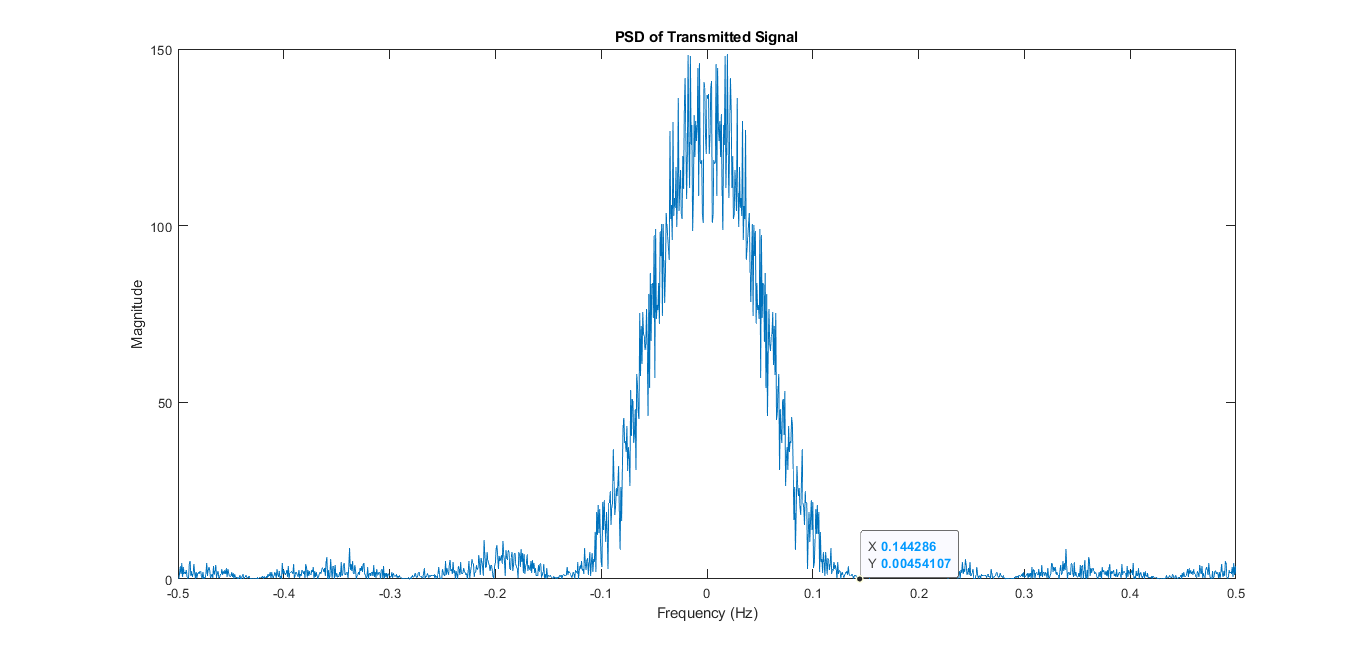 PSD of Transmitted Signal
150
100
50
0
Magnitude
X 0.144286
Y 0.00454107
-0.5 -0.4 -0.3 -0.2 -0.1 0 0.1 0.2 0.3 0.4 0.5
Frequency (Hz)